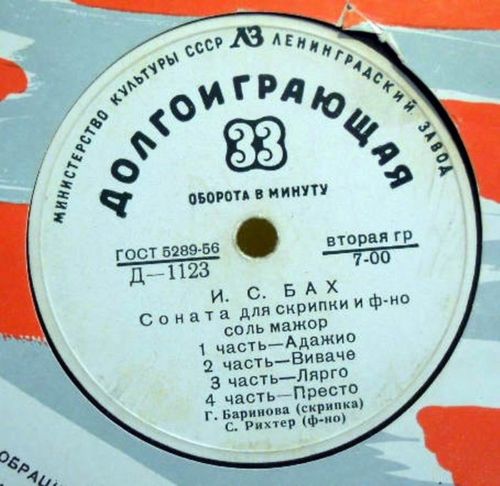 МИНИСТЕРСТВО КУЛЬТУРЫ СССР ЛЗ ЛЕНИНГРАДСКИЙ ЗАВОД
ДОЛГОИГРАЮЩАЯ
33
ОБОРОТА В МИНУТУ
ГОСТ 5289-56
Д—1123
вторая гр
7-00
И. С. БАХ
Соната для скрипки и ф-но
соль мажор
1 часть—Адажио
2 часть—Виваче
3 часть—Лярго
4 часть—Престо
Г. Баринова (скрипка)
С. Рихтер (ф-но)